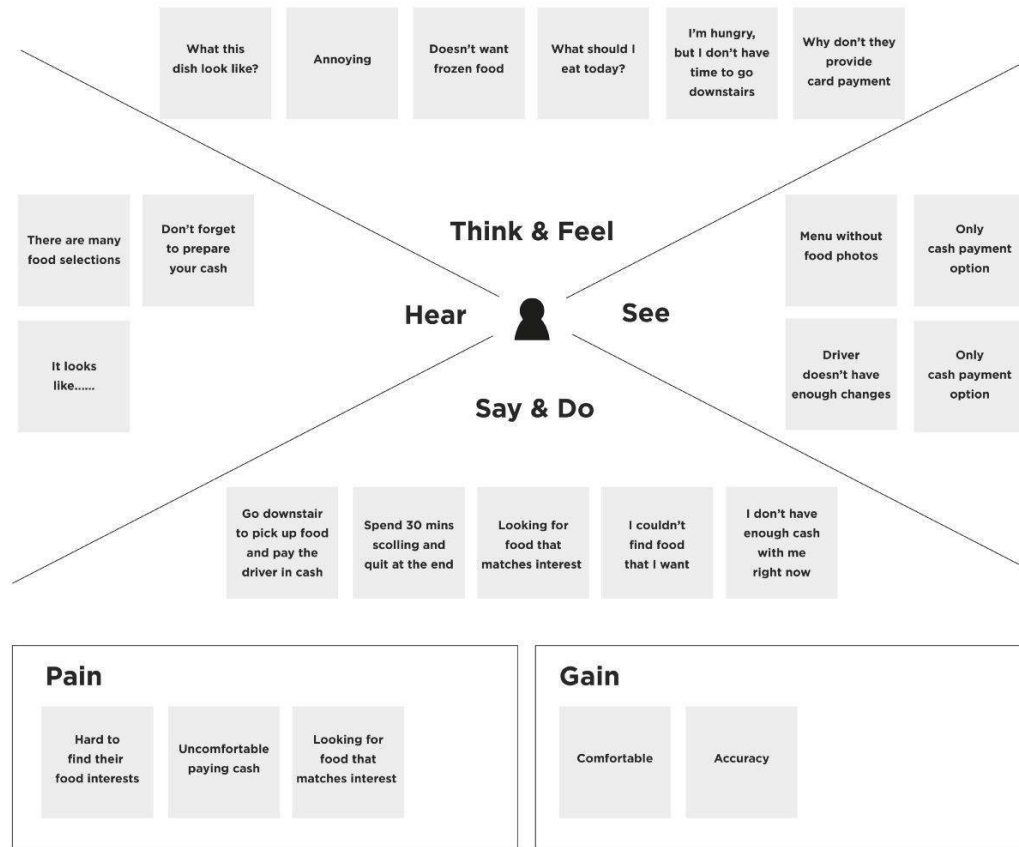 What this
dish look like?
Annoying
Doesn't want
frozen food
What should I
eat today?
I'm hungry,
but I don't have
time to go
downstairs
Why don't they
provide
card payment
Think & Feel
There are many
food selections
Don't forget
to prepare
your cash
It looks
like......
Hear
See
Menu without
food photos
Only
cash payment
option
Driver
doesn't have
enough changes
Only
cash payment
option
Say & Do
Go downstair
to pick up food
and pay the
driver in cash
Spend 30 mins
scolling and
quit at the end
Looking for
food that
matches interest
I couldn't
find food
that I want
I don't have
enough cash
with me
right now
Pain
Hard to
find their
food interests
Uncomfortable
paying cash
Looking for
food that
matches interest
Gain
Comfortable
Accuracy